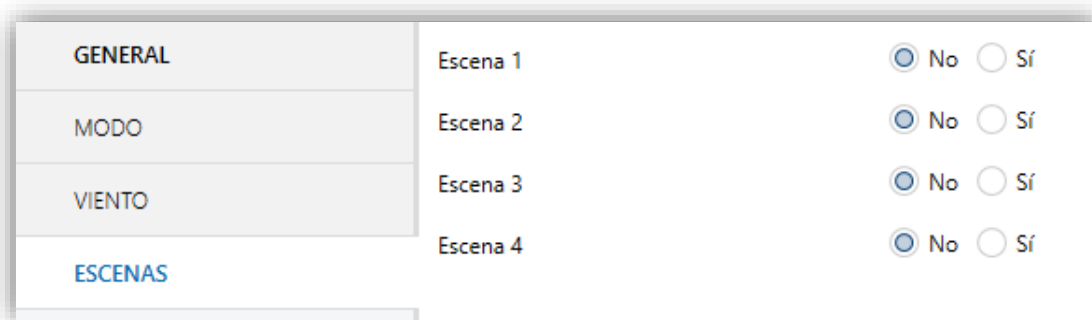 GENERAL
MODO
VIENTO
ESCENAS
Escena 1 No Sí
Escena 2 No Sí
Escena 3 No Sí
Escena 4 No Sí